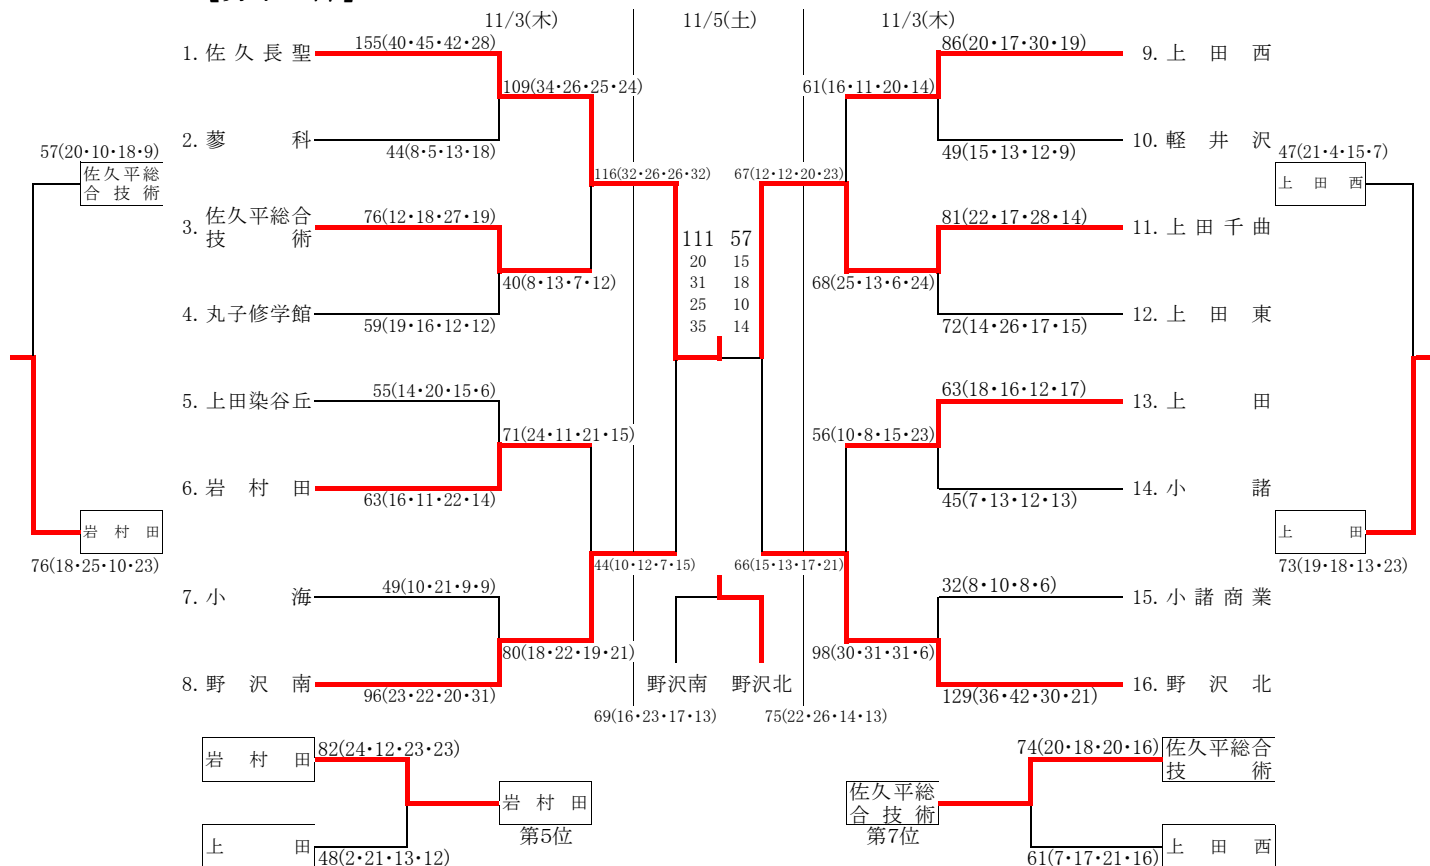 11/3(木) 11/5(土) 11/3(木)
1. 佐久長聖 155(40・45・42・28) 86(20・17・30・19) 9. 上田西
109(34・26・25・24) 61(16・11・20・14)
2. 蓼科 44(8・5・13・18) 49(15・13・12・9) 10. 軽井沢
57(20・10・18・9) 47(21・4・15・7)
佐久平総
合技術
上田西
116(32・26・26・32) 67(12・12・20・23)
3. 佐久平総合
技術
76(12・18・27・19) 81(22・17・28・14) 11. 上田千曲
111 57
20 15
31 18
25 10
35 14
40(8・13・7・12) 68(25・13・6・24)
4. 丸子修学館 59(19・16・12・12) 72(14・26・17・15) 12. 上田東
5. 上田染谷丘 55(14・20・15・6) 63(18・16・12・17) 13. 上田
71(24・11・21・15) 56(10・8・15・23)
6. 岩村田 63(16・11・22・14) 45(7・13・12・13) 14. 小諸
岩村田 上田
76(18・25・10・23) 44(10・12・7・15) 66(15・13・17・21) 73(19・18・13・23)
7. 小海 49(10・21・9・9) 32(8・10・8・6) 15. 小諸商業
80(18・22・19・21) 98(30・31・31・6)
8. 野沢南 96(23・22・20・31) 野沢南 野沢北 129(36・42・30・21) 16. 野沢北
69(16・23・17・13) 75(22・26・14・13)
岩村田 82(24・12・23・23) 74(20・18・20・16) 佐久平総合
技術
岩村田 佐久平総
合技術
第5位 第7位
上田 48(2・21・13・12) 61(7・17・21・16) 上田西